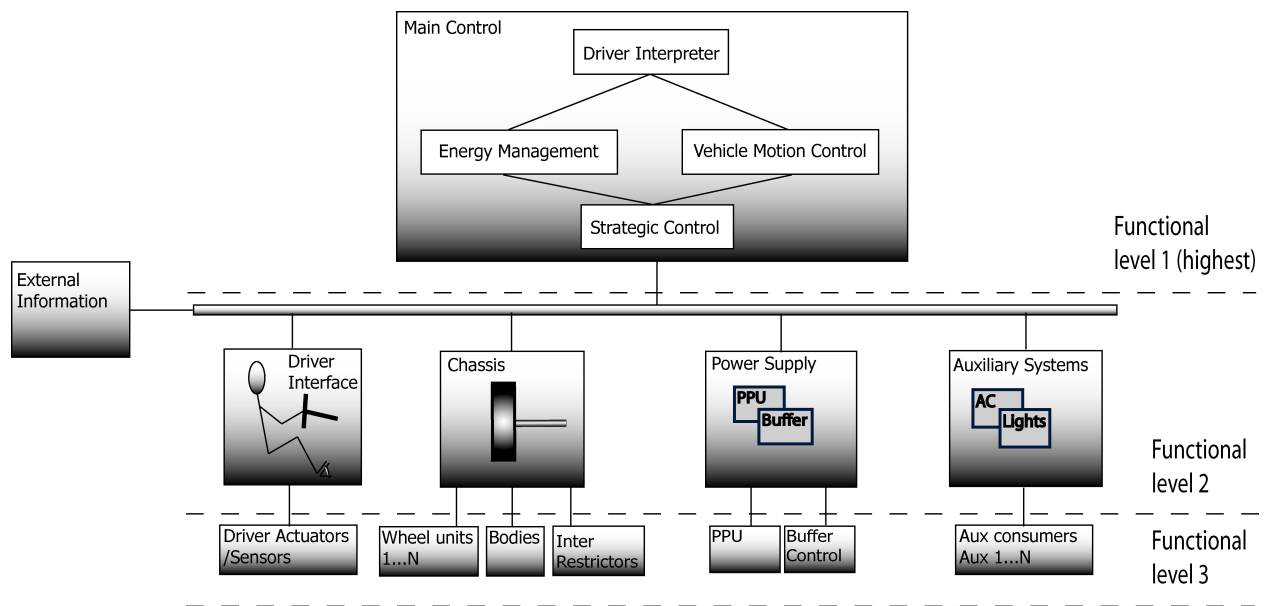 Main Control
Driver Interpreter
Energy Management
Vehicle Motion Control
Strategic Control
Functional
level 1 (highest)
External
Information
Driver
Interface
Chassis
Power Supply
PPU
Buffer
Auxiliary Systems
AC
Lights
Functional
level 2
Driver Actuators
/Sensors
Wheel units
1...N
Bodies
Inter
Restrictors
PPU
Buffer
Control
Aux consumers
Aux 1...N
Functional
level 3